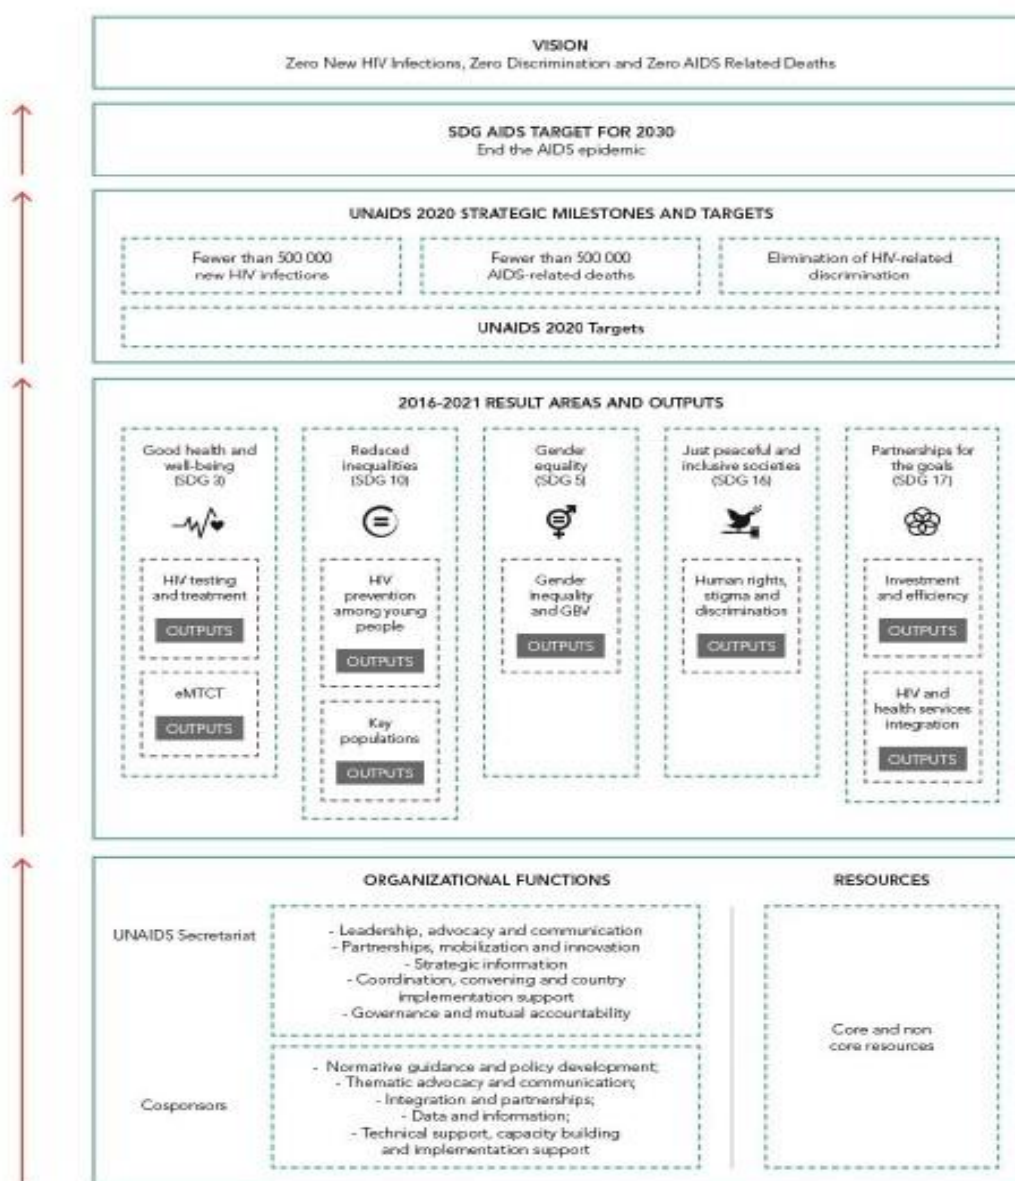 VISION
Zero New HIV Infections, Zero Discrimination and Zero AIDS Related Deaths
SDG AIDS TARGET FOR 2030
End the AIDS epidemic
UNAIDS 2020 STRATEGIC MILESTONES AND TARGETS
Fewer than 500 000
new HIV infections
Fewer than 500 000
AIDS-related deaths
Elimination of HIV-related
discrimination
UNAIDS 2020 Targets
2016-2021 RESULT AREAS AND OUTPUTS
Good health and
well-being
(SDG 3)
HIV testing
and treatment
OUTPUTS
eMTCT
OUTPUTS
Reduced
inequalities
(SDG 10)
HIV
prevention
among young
people
OUTPUTS
Key
populations
OUTPUTS
Gender
equality
(SDG 5)
Gender
inequality
and GBV
OUTPUTS
Just peaceful and
inclusive societies
(SDG 16)
Human rights,
stigma and
discrimination
OUTPUTS
Partnerships for
the goals
(SDG 17)
Investment
and efficiency
OUTPUTS
HIV and
health services
integration
OUTPUTS
ORGANIZATIONAL FUNCTIONS
UNAIDS Secretariat
- Leadership, advocacy and communication
- Partnerships, mobilization and innovation
- Strategic information
- Coordination, convening and country
implementation support
- Governance and mutual accountability
Cosponsors
- Normative guidance and policy development;
- Thematic advocacy and communication;
- Integration and partnerships;
- Data and information;
- Technical support, capacity building
and implementation support
RESOURCES
Core and non
core resources